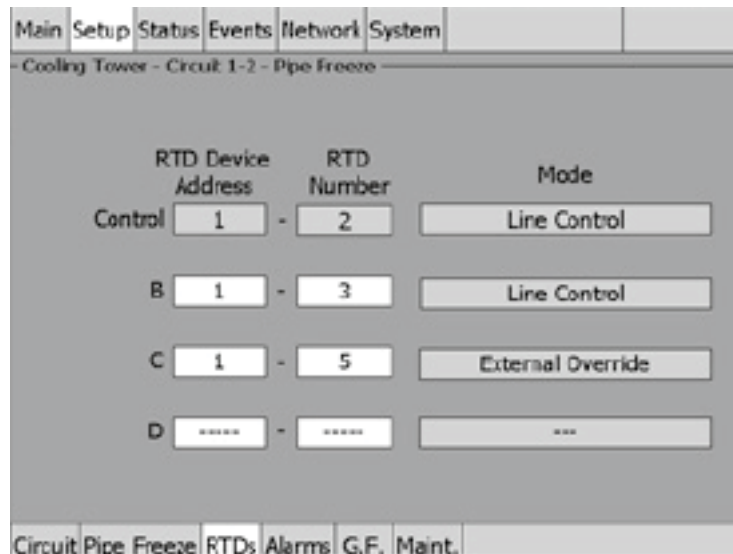 Main Setup Status Events Network System
Cooling Tower - Circuit 1-2 - Pipe Freeze
RTD Device Address RTD Number Mode
Control 1 - 2 Line Control
B 1 - 3 Line Control
C 1 - 5 External Override
D ----- - ----- ---
Circuit Pipe Freeze RTDs Alarms G.F. Maint.